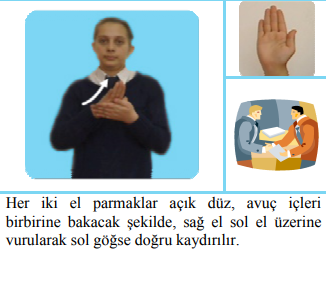 Her iki el parmaklar açık düz, avuç içleri
birbirine bakacak şekilde, sağ el sol el üzerine
vurularak sol göğse doğru kaydırılır.